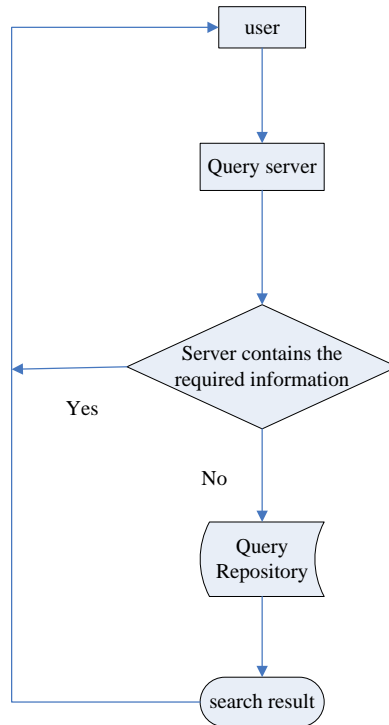 user
Query server
Server contains the
required information
Yes
No
Query
Repository
search result